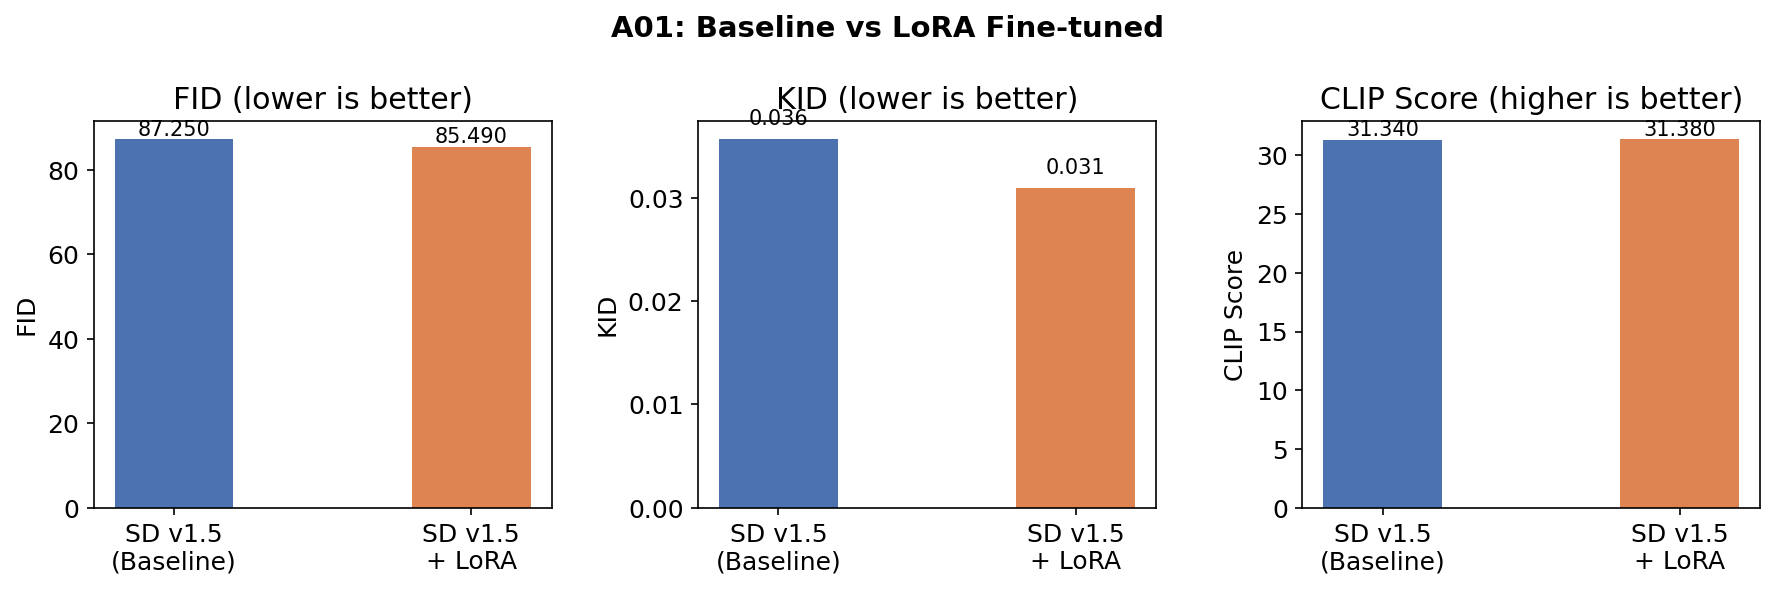 A01: Baseline vs LoRA Fine-tuned
FID (lower is better)
87.250
85.490
80
60
40
20
0
FID
SD v1.5
(Baseline)
SD v1.5
+ LoRA
KID (lower is better)
0.036
0.031
0.03
0.02
0.01
0.00
KID
SD v1.5
(Baseline)
SD v1.5
+ LoRA
CLIP Score (higher is better)
31.340
31.380
30
25
20
15
10
5
0
CLIP Score
SD v1.5
(Baseline)
SD v1.5
+ LoRA